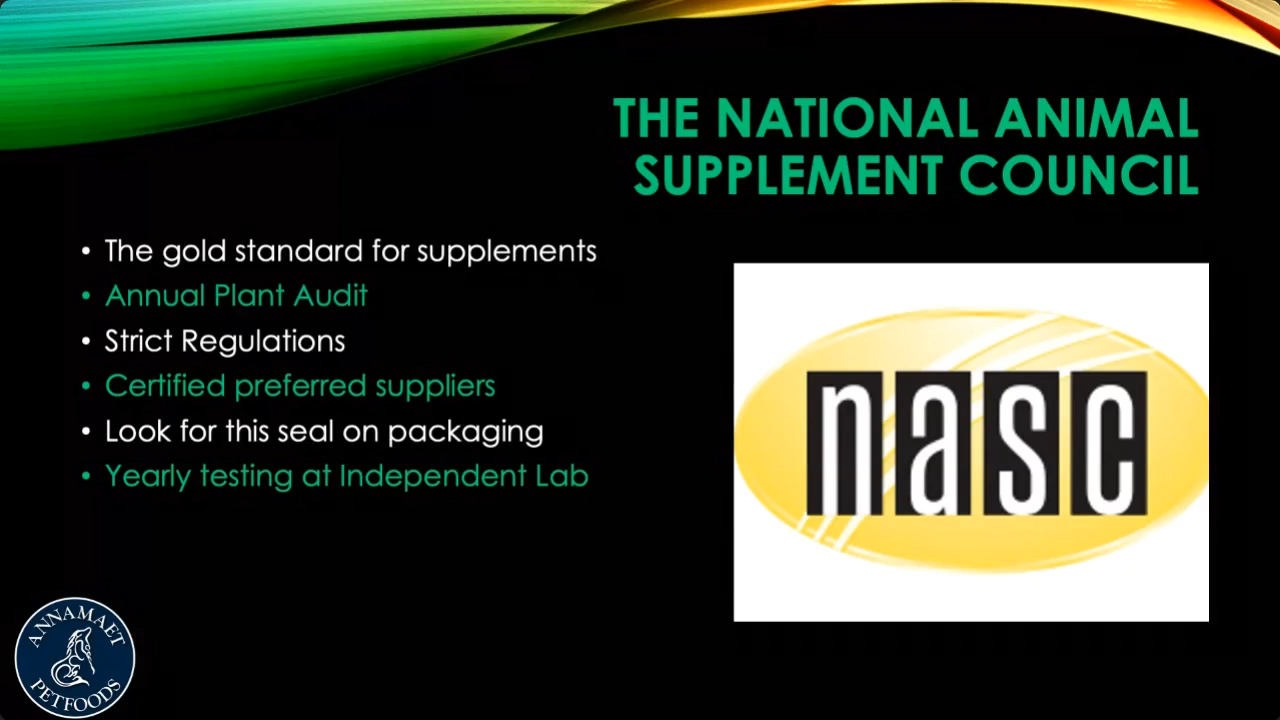 THE NATIONAL ANIMAL
SUPPLEMENT COUNCIL
• The gold standard for supplements
• Annual Plant Audit
• Strict Regulations
• Certified preferred suppliers
• Look for this seal on packaging
• Yearly testing at Independent Lab
nasc
ANNAMAET
PETFOODS